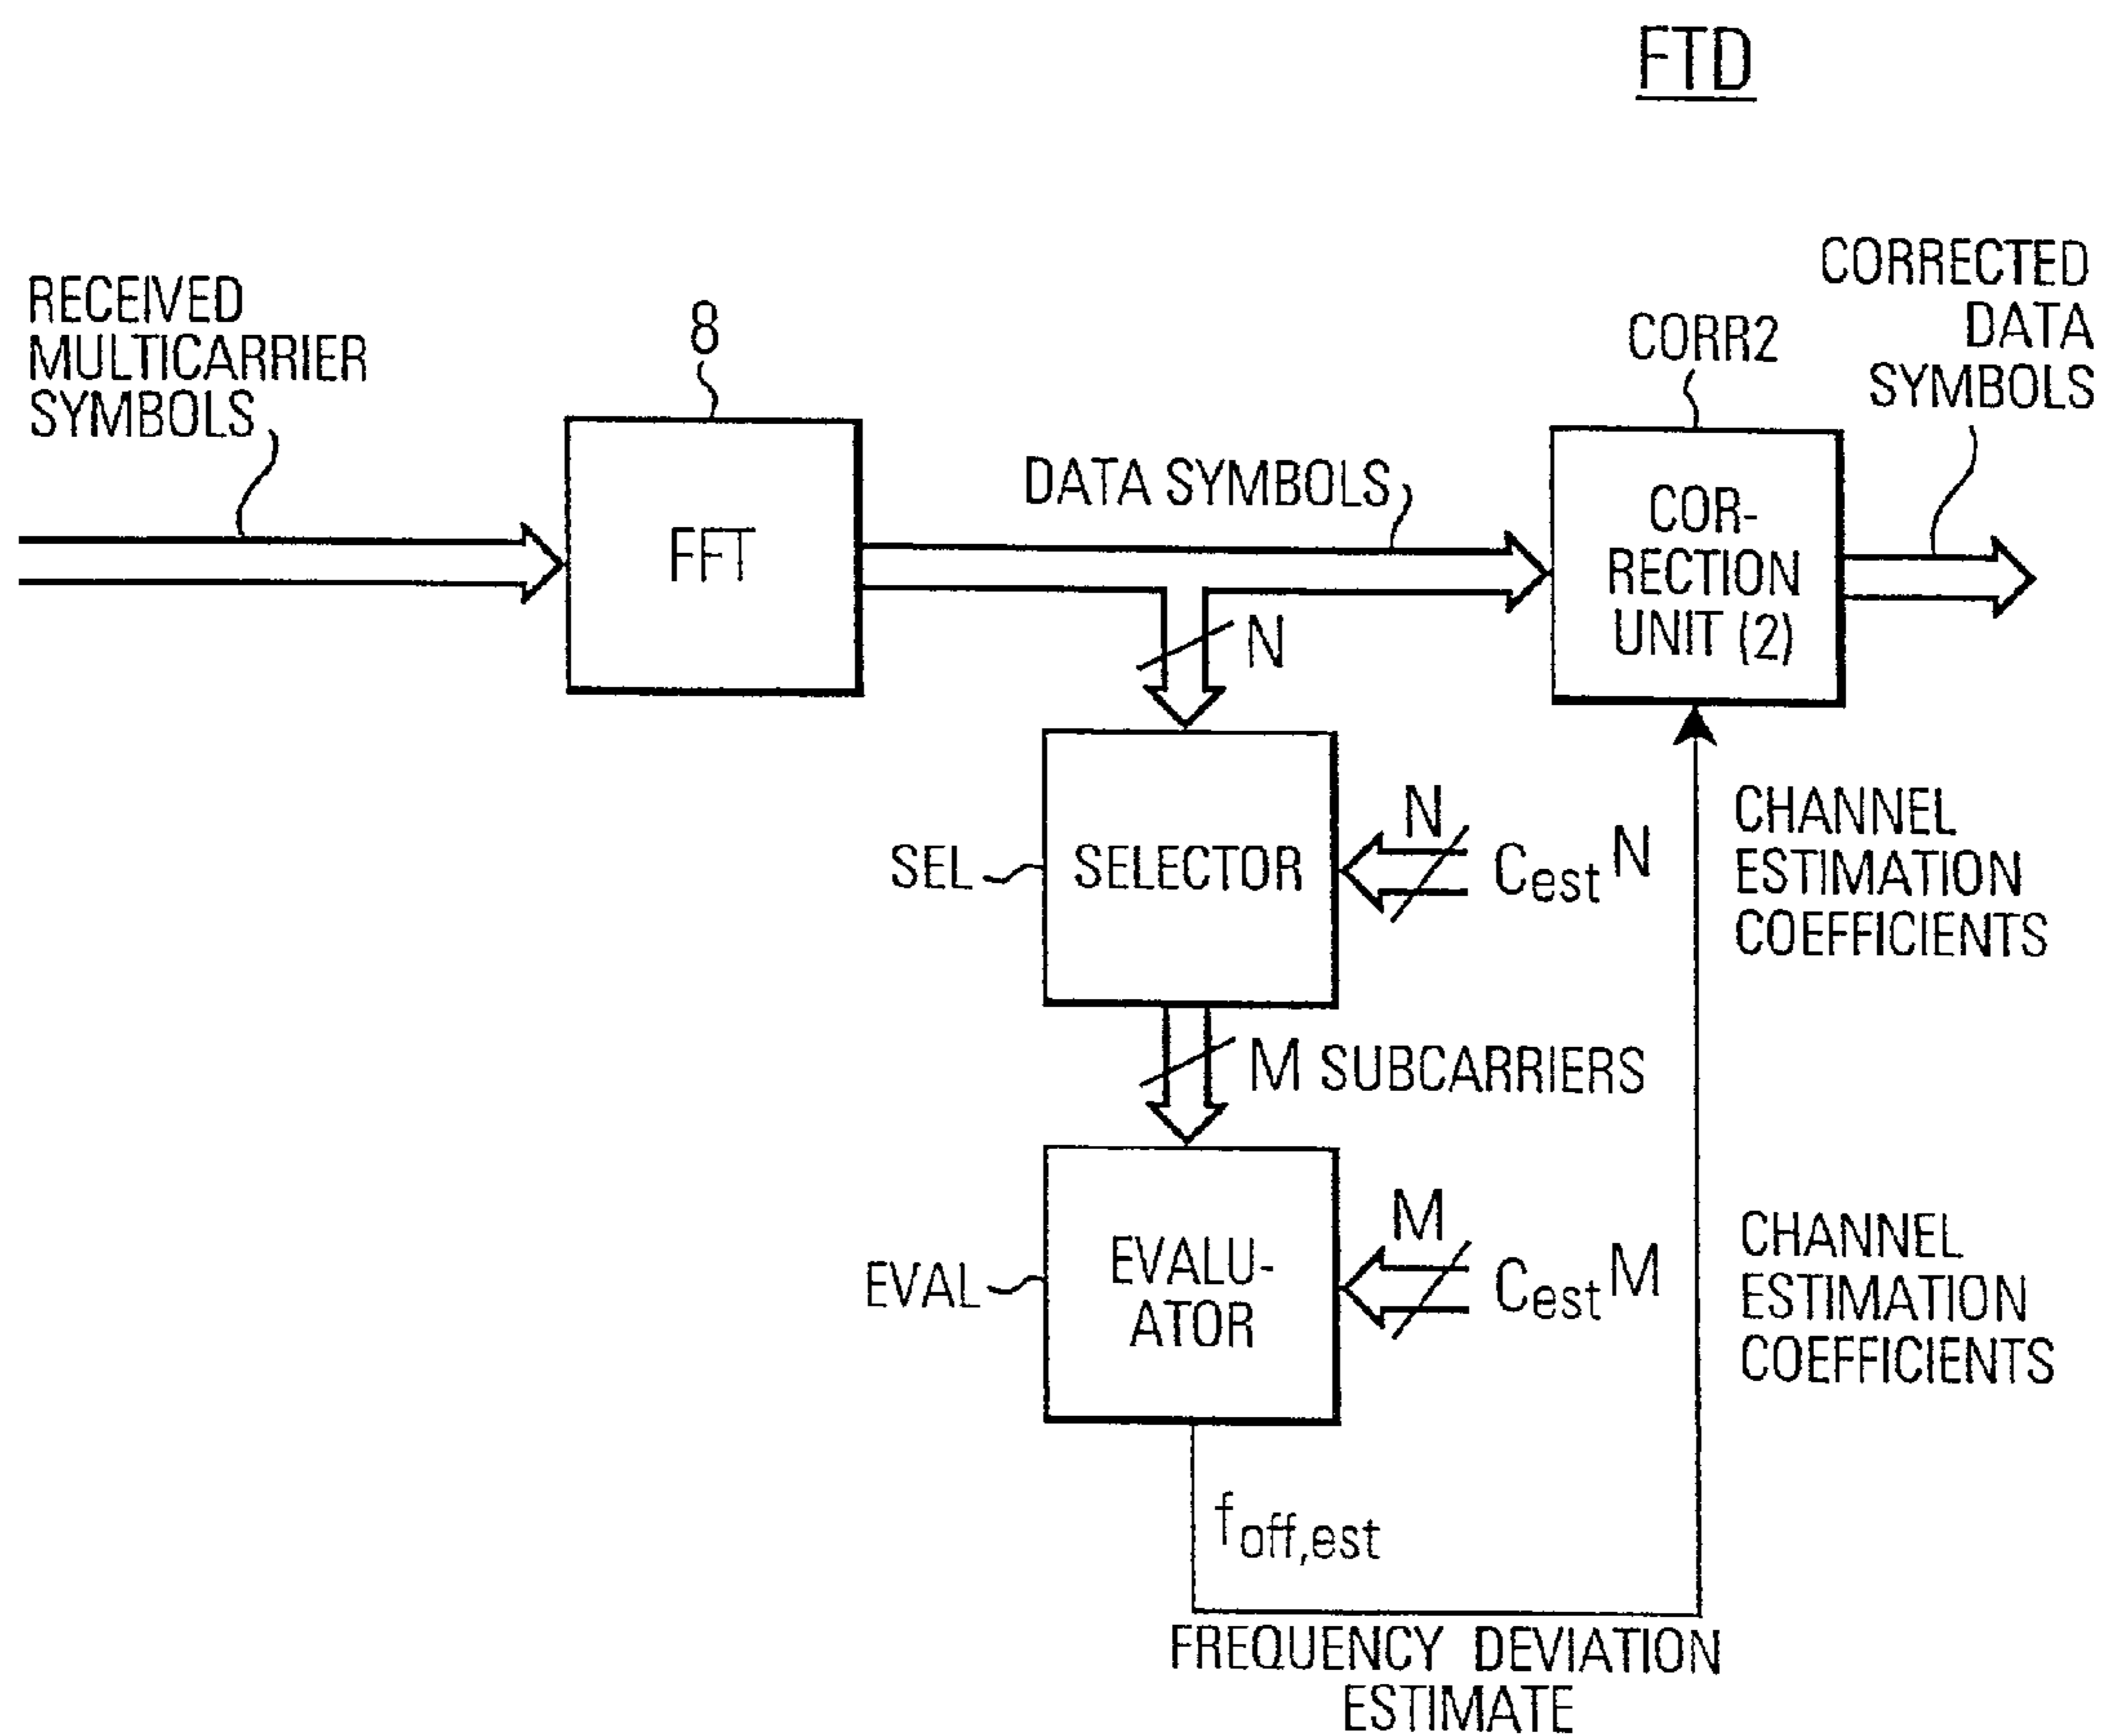 FTD
RECEIVED
MULTICARRIER
SYMBOLS
8
FFT
DATA SYMBOLS
CORR2
COR-
RECTION
UNIT (2)
CORRECTED
DATA
SYMBOLS
N
SEL
SELECTOR
N
Cest N
CHANNEL
ESTIMATION
COEFFICIENTS
M SUBCARRIERS
EVAL
EVALU-
ATOR
M
Cest M
CHANNEL
ESTIMATION
COEFFICIENTS
foff,est
FREQUENCY DEVIATION
ESTIMATE